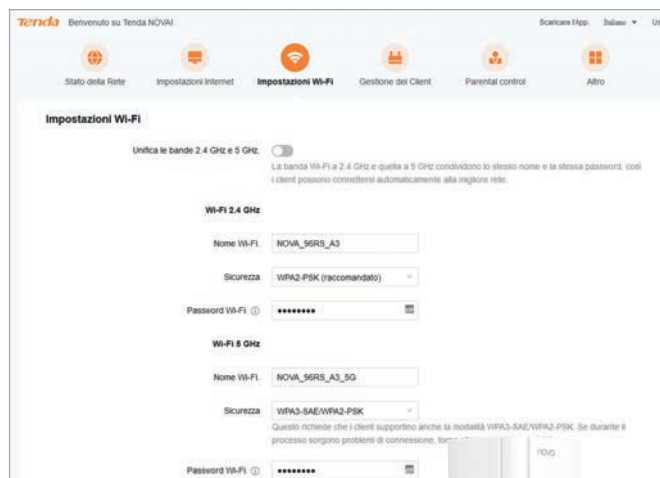 Tenda Benvenuto su Tenda NOVA! Scaricare l'App. Italiano
Stato della Rete Impostazioni Internet Impostazioni Wi-Fi Gestione dei Client Parental control Altro
Impostazioni Wi-Fi
Unifica le bande 2.4 GHz e 5 GHz.
La banda Wi-Fi a 2.4 GHz e quella a 5 GHz condividono lo stesso nome e la stessa password, così
i client possono connettersi automaticamente alla migliore rete.
Wi-Fi 2.4 GHz
Nome Wi-Fi. NOVA_96RS_A3
Sicurezza WPA2-PSK (raccomandato)
Password Wi-Fi.
Wi-Fi 5 GHz
Nome Wi-Fi. NOVA_96RS_A3_5G
Sicurezza WPA3-SAE/WPA2-PSK
Questo richiede che i client supportino anche la modalità WPA3-SAE/WPA2-PSK. Se durante il
processo sorgono problemi di connessione,
nova
Password Wi-Fi.